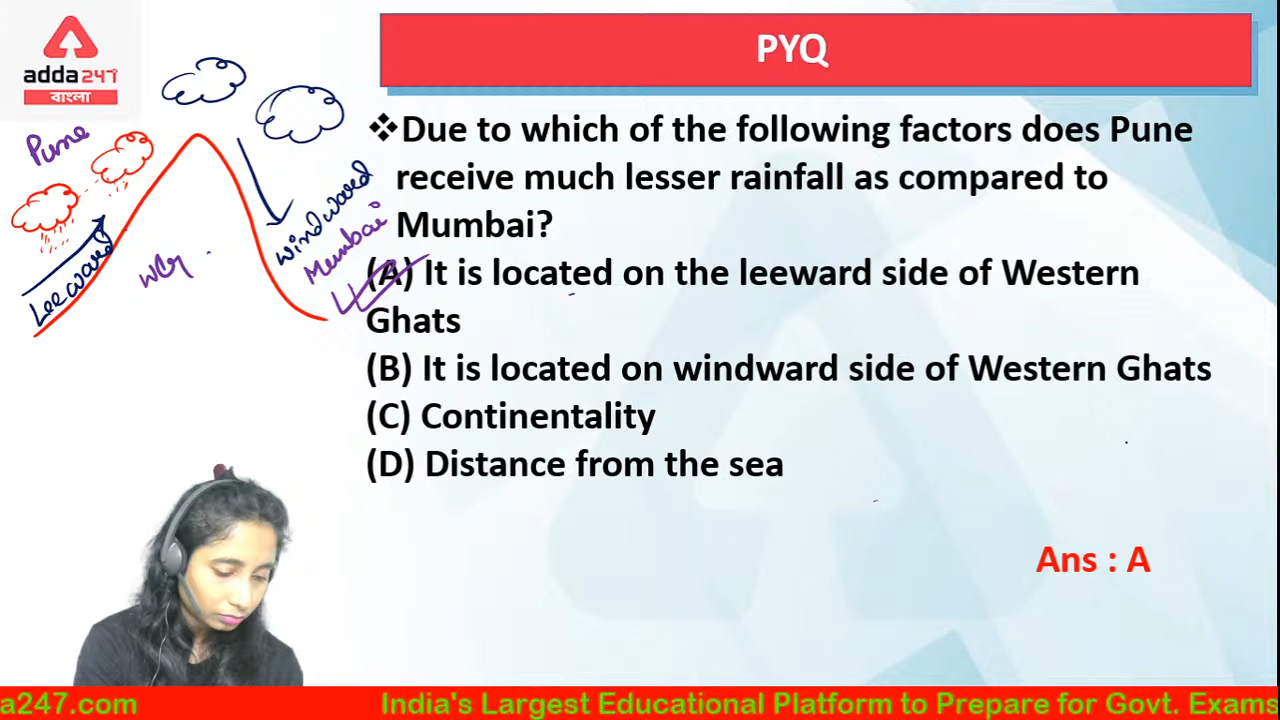 adda247
বাংলা
PYQ
Pune
❖Due to which of the following factors does Pune
receive much lesser rainfall as compared to
Mumbai?
Leeward
WG
windward
Mumbai
(A) It is located on the leeward side of Western
Ghats
(B) It is located on windward side of Western Ghats
(C) Continentality
(D) Distance from the sea
Ans : A
a247.com
India's Largest Educational Platform to Prepare for Govt. Exams